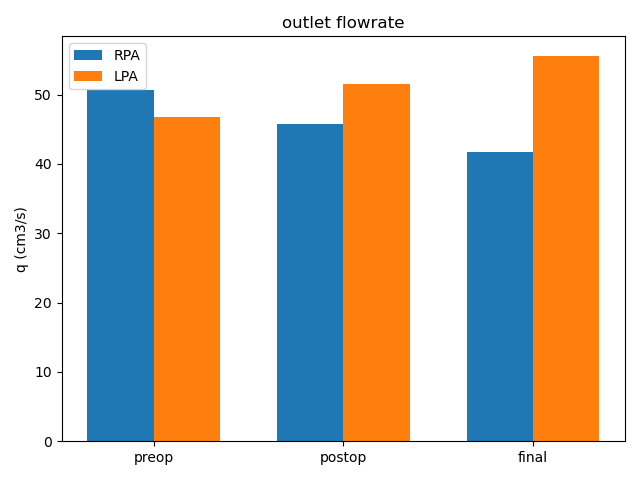 outlet flowrate
RPA
LPA
q (cm3/s)
50
40
30
20
10
0
preop
postop
final